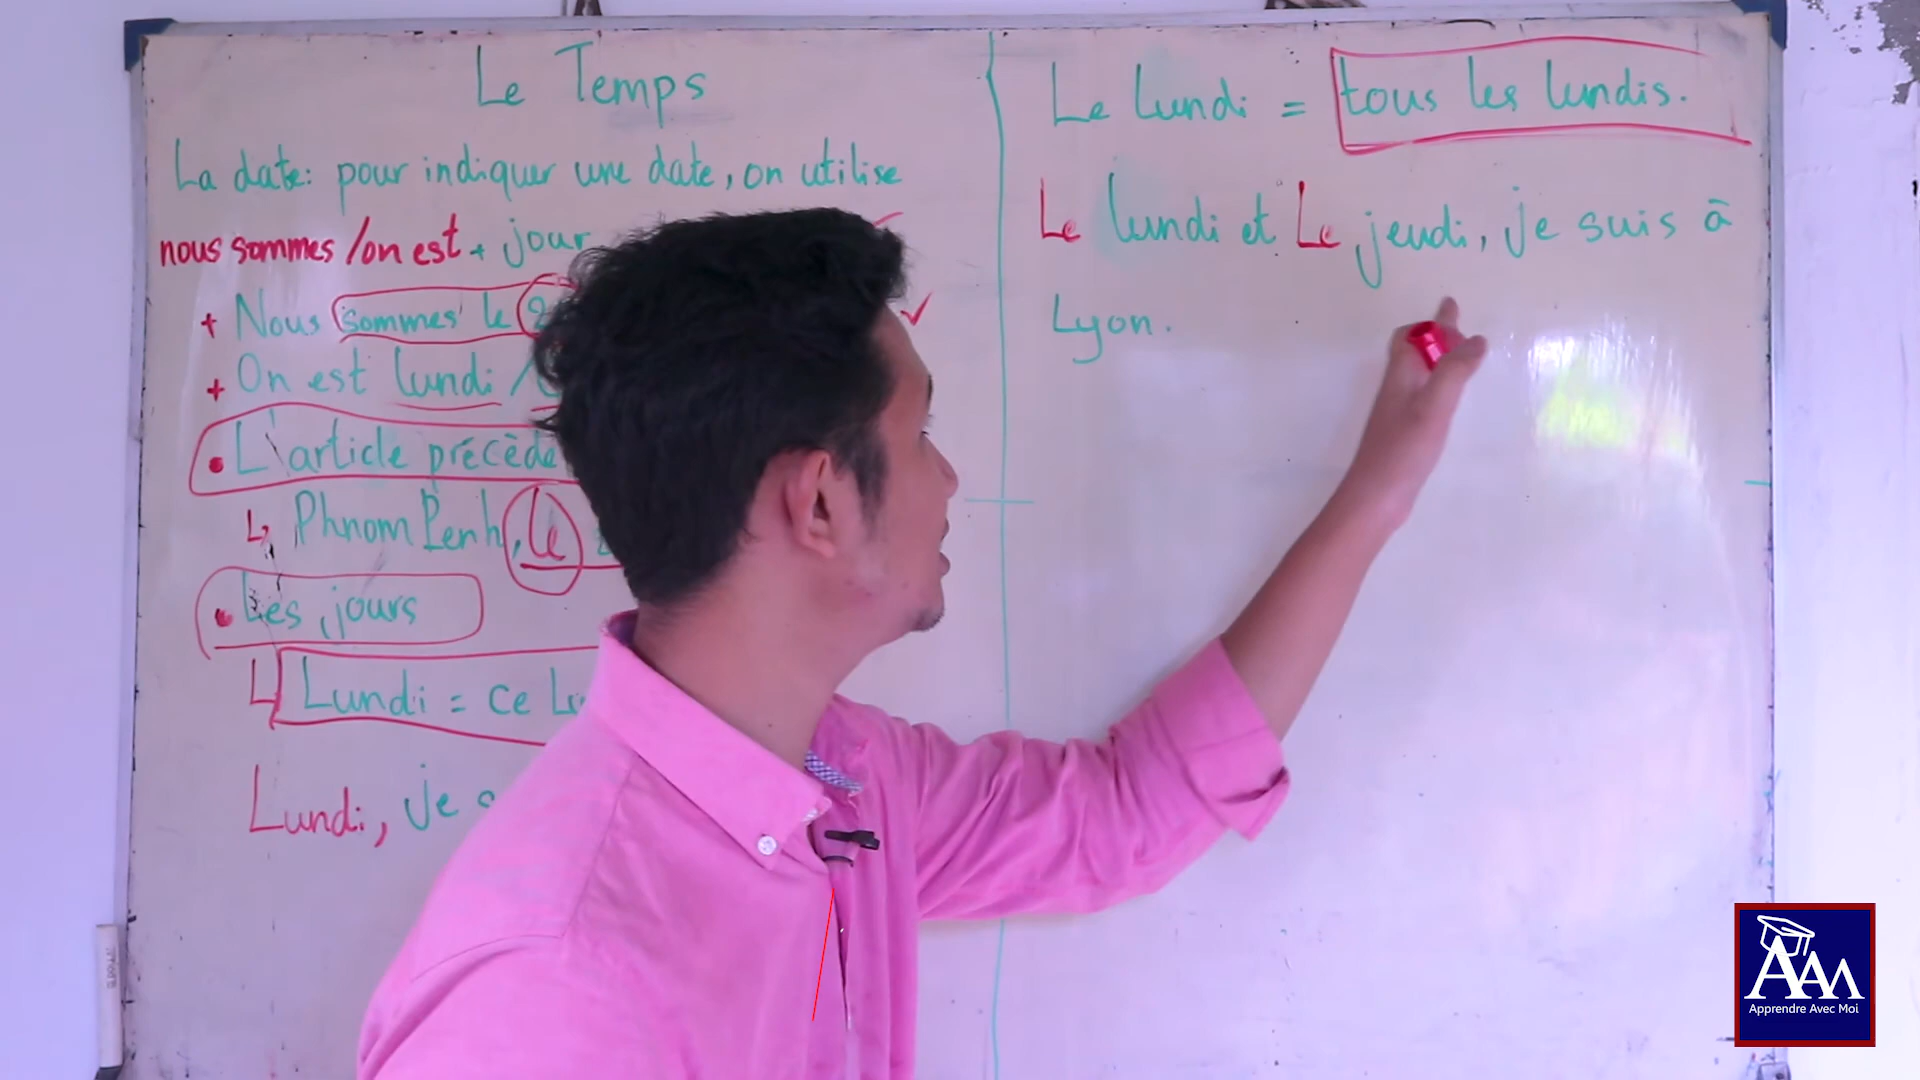 Le Temps
La date: pour indiquer une date, on utilise
nous sommes / on est + jour
+ Nous sommes le
+ On est lundi /
• L'article précède
↳ Phnom Penh, le
• Les jours
↳ Lundi = ce
Lundi, je
Le lundi = tous les lundis.
Le lundi et Le jeudi, je suis à
Lyon.
AAM
Apprendre Avec Moi